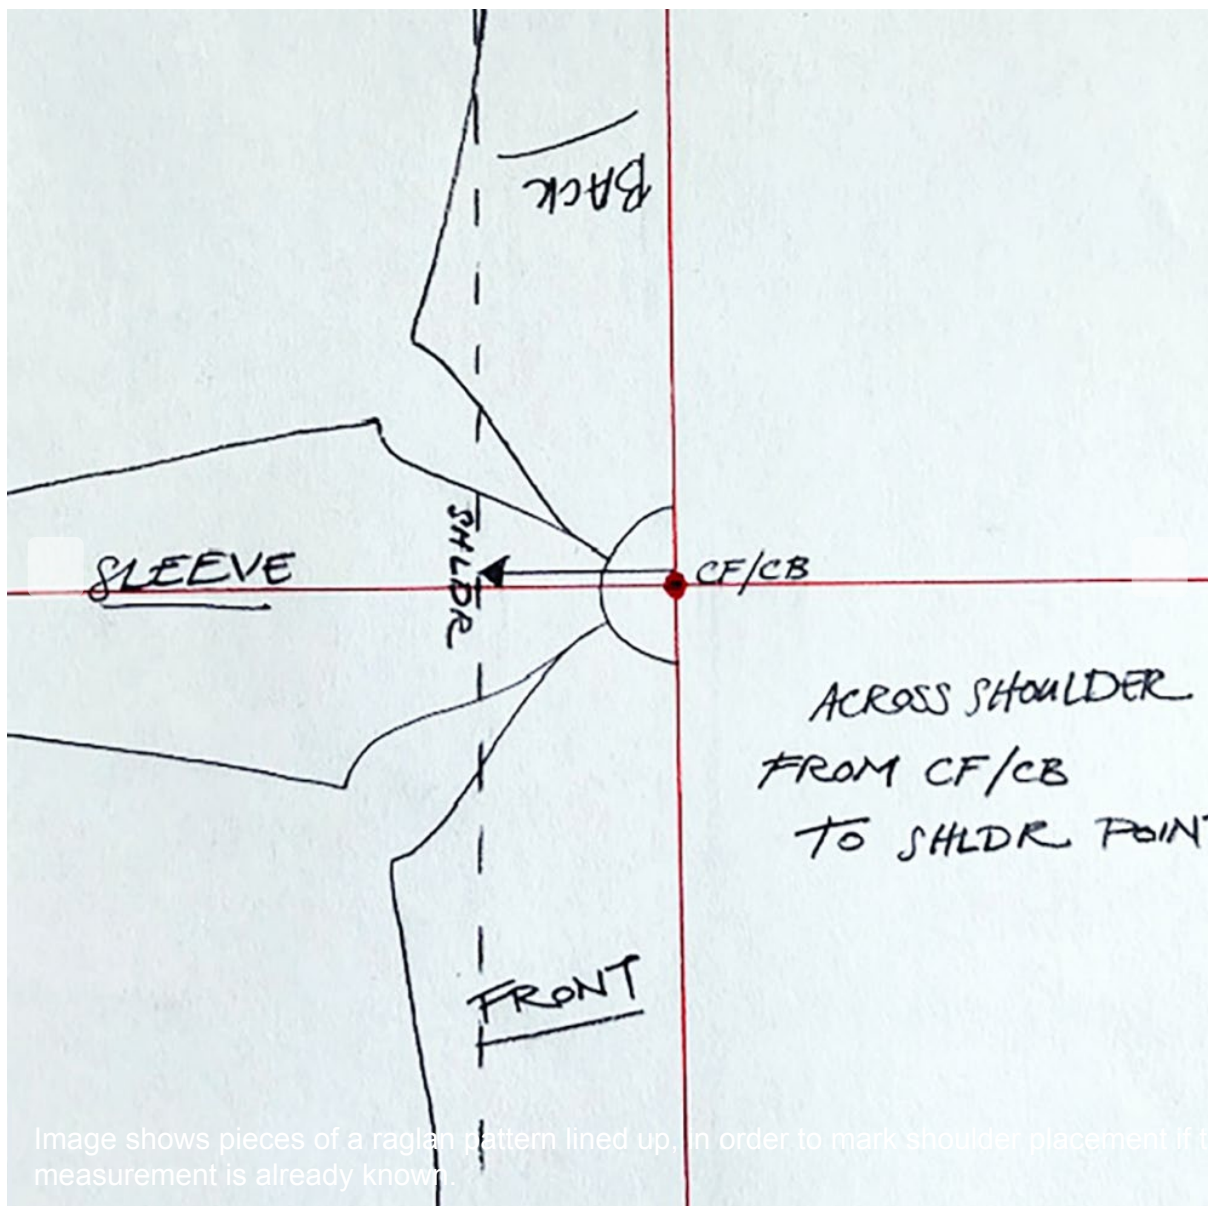 BACK
SHLDR
SLEEVE
CF/CB
ACROSS SHOULDER
FROM CF/CB
TO SHLDR POINT
FRONT
Image shows pieces of a raglan pattern lined up, in order to mark shoulder placement if t
measurement is already known.